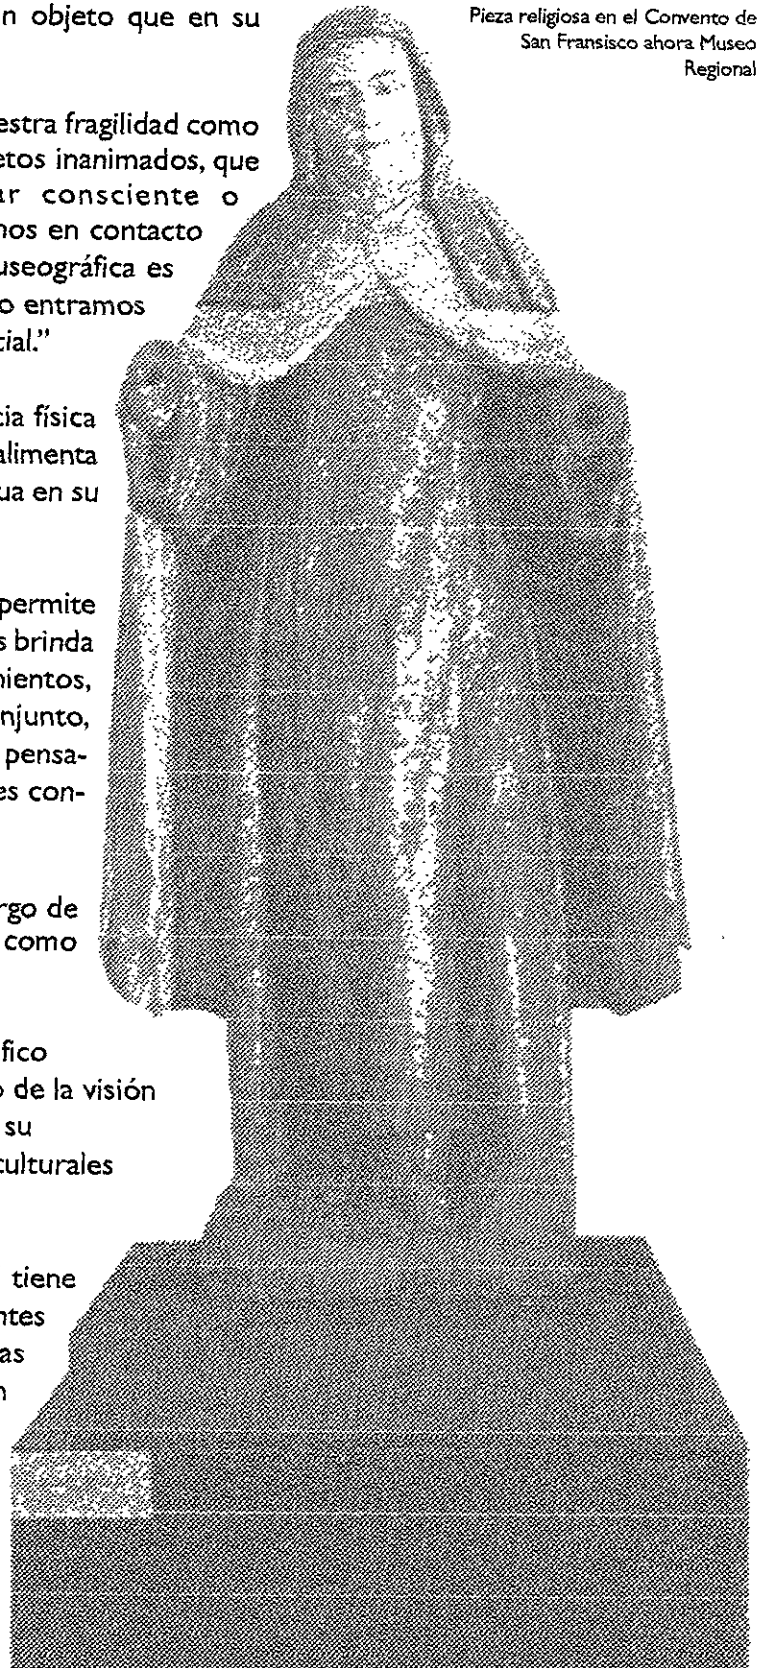 Pieza religiosa en el Convento de
San Fransisco ahora Museo
Regional
n objeto que en su
estra fragilidad como
etos inanimados, que
ar consciente o
nos en contacto
useográfica es
o entramos
cial."
cia física
alimenta
ua en su
permite
s brinda
nientos,
njunto,
pensa-
es con-
rgo de
como
fico
o de la visión
su
culturales
tiene
ntes
as
n